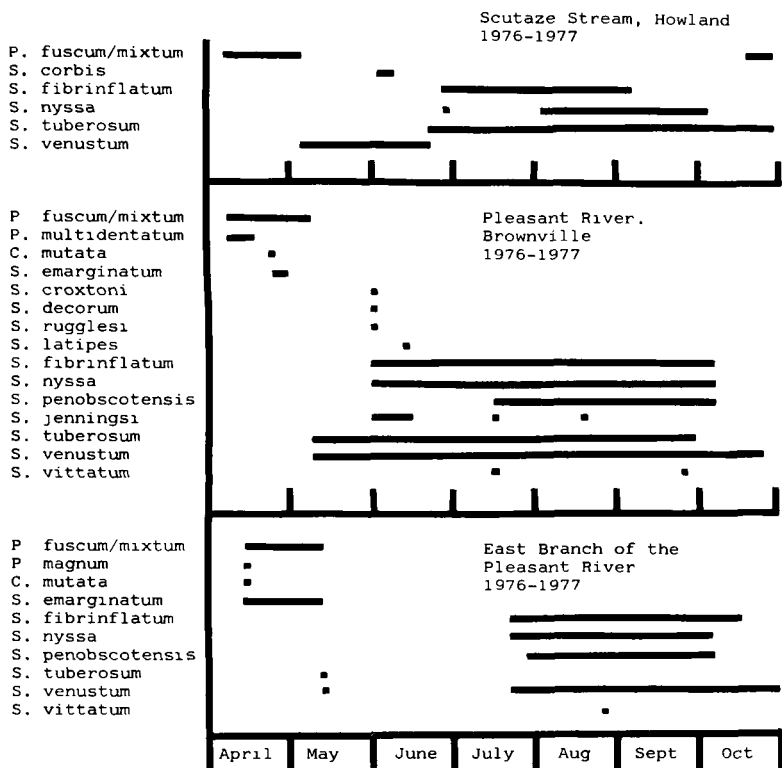 Scutaze Stream, Howland
1976-1977
P. fuscum/mixtum
S. corbis
S. fibrinflatum
S. nyssa
S. tuberosum
S. venustum
P fuscum/mixtum
P. multidentatum
C. mutata
S. emarginatum
S. croxtoni
S. decorum
S. rugglesi
S. latipes
S. fibrinflatum
S. nyssa
S. penobscotensis
S. jenningsi
S. tuberosum
S. venustum
S. vittatum
Pleasant River.
Brownville
1976-1977
P fuscum/mixtum
P magnum
C. mutata
S. emarginatum
S. fibrinflatum
S. nyssa
S. penobscotensis
S. tuberosum
S. venustum
S. vittatum
East Branch of the
Pleasant River
1976-1977
April May June July Aug Sept Oct